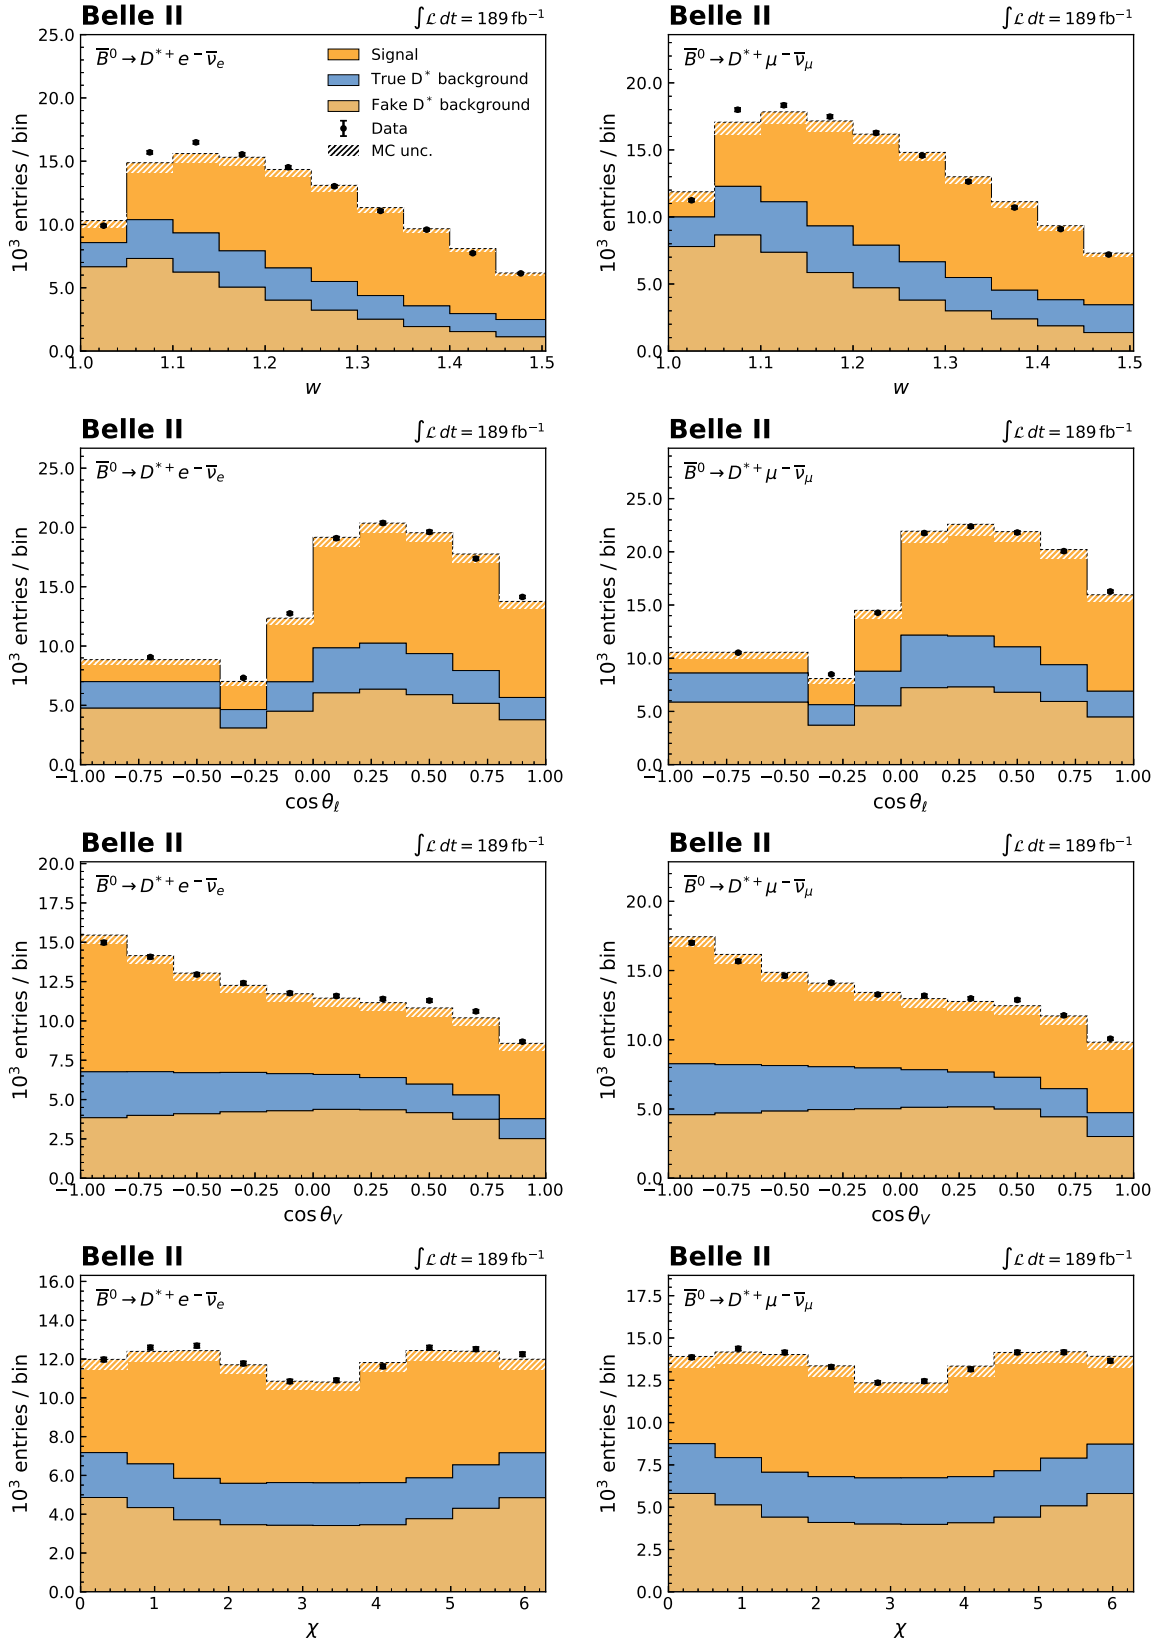 Belle II ∫ℒ dt = 189 fb⁻¹
B̅⁰ → D*⁺ e⁻ ν̅ₑ
Signal
True D* background
Fake D* background
Data
MC unc.
10³ entries / bin
25.0
20.0
15.0
10.0
5.0
0.0
1.0 1.1 1.2 1.3 1.4 1.5
w
Belle II ∫ℒ dt = 189 fb⁻¹
B̅⁰ → D*⁺ μ⁻ ν̅_μ
10³ entries / bin
20.0
15.0
10.0
5.0
0.0
1.0 1.1 1.2 1.3 1.4 1.5
w
Belle II ∫ℒ dt = 189 fb⁻¹
B̅⁰ → D*⁺ e⁻ ν̅ₑ
10³ entries / bin
25.0
20.0
15.0
10.0
5.0
0.0
−1.00 −0.75 −0.50 −0.25 0.00 0.25 0.50 0.75 1.00
cos θ_ℓ
Belle II ∫ℒ dt = 189 fb⁻¹
B̅⁰ → D*⁺ μ⁻ ν̅_μ
10³ entries / bin
25.0
20.0
15.0
10.0
5.0
0.0
−1.00 −0.75 −0.50 −0.25 0.00 0.25 0.50 0.75 1.00
cos θ_ℓ
Belle II ∫ℒ dt = 189 fb⁻¹
B̅⁰ → D*⁺ e⁻ ν̅ₑ
10³ entries / bin
20.0
17.5
15.0
12.5
10.0
7.5
5.0
2.5
0.0
−1.00 −0.75 −0.50 −0.25 0.00 0.25 0.50 0.75 1.00
cos θ_V
Belle II ∫ℒ dt = 189 fb⁻¹
B̅⁰ → D*⁺ μ⁻ ν̅_μ
10³ entries / bin
20.0
15.0
10.0
5.0
0.0
−1.00 −0.75 −0.50 −0.25 0.00 0.25 0.50 0.75 1.00
cos θ_V
Belle II ∫ℒ dt = 189 fb⁻¹
B̅⁰ → D*⁺ e⁻ ν̅ₑ
10³ entries / bin
16.0
14.0
12.0
10.0
8.0
6.0
4.0
2.0
0.0
0 1 2 3 4 5 6
χ
Belle II ∫ℒ dt = 189 fb⁻¹
B̅⁰ → D*⁺ μ⁻ ν̅_μ
10³ entries / bin
17.5
15.0
12.5
10.0
7.5
5.0
2.5
0.0
0 1 2 3 4 5 6
χ